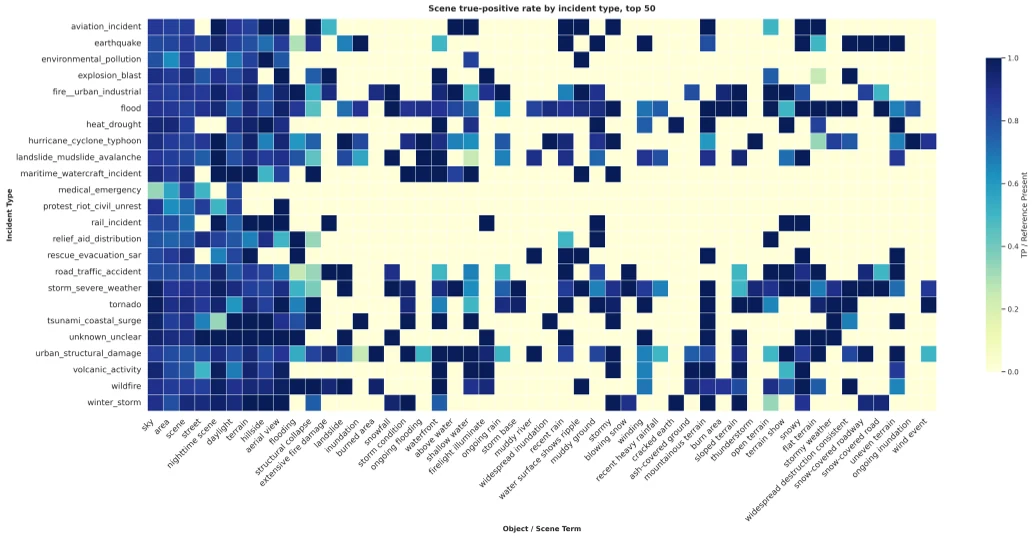 Scene true-positive rate by incident type, top 50
Incident Type
aviation_incident
earthquake
environmental_pollution
explosion_blast
fire__urban_industrial
flood
heat_drought
hurricane_cyclone_typhoon
landslide_mudslide_avalanche
maritime_watercraft_incident
medical_emergency
protest_riot_civil_unrest
rail_incident
relief_aid_distribution
rescue_evacuation_sar
road_traffic_accident
storm_severe_weather
tornado
tsunami_coastal_surge
unknown_unclear
urban_structural_damage
volcanic_activity
wildfire
winter_storm
sky
area
scene
street
nighttime scene
daylight
terrain
hillside
aerial view
flooding
structural collapse
extensive fire damage
landslide
inundation
burned area
snowfall
storm condition
ongoing flooding
waterfront
above water
shallow water
firelight illuminate
ongoing rain
storm base
muddy river
widespread inundation
recent rain
water surface shows ripple
muddy ground
stormy
blowing snow
winding
recent heavy rainfall
cracked earth
ash-covered ground
mountainous terrain
burn area
sloped terrain
thunderstorm
open terrain
terrain show
snowy
flat terrain
stormy weather
widespread destruction consistent
snow-covered roadway
snow-covered road
uneven terrain
ongoing inundation
wind event
Object / Scene Term
1.0
0.8
0.6
0.4
0.2
0.0
TP / Reference Present